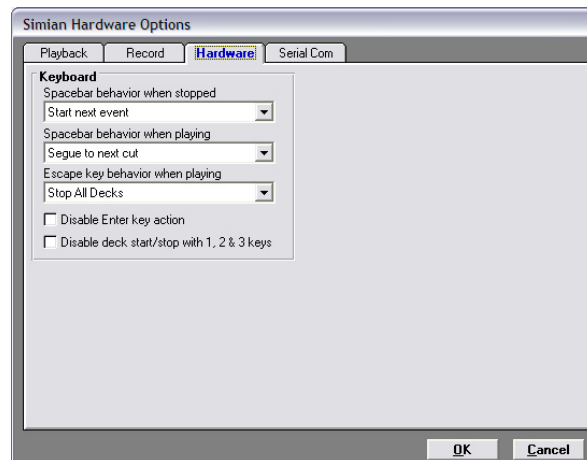 Simian Hardware Options
Playback Record Hardware Serial Com
Keyboard
Spacebar behavior when stopped
Start next event
Spacebar behavior when playing
Segue to next cut
Escape key behavior when playing
Stop All Decks
Disable Enter key action
Disable deck start/stop with 1, 2 & 3 keys
OK Cancel